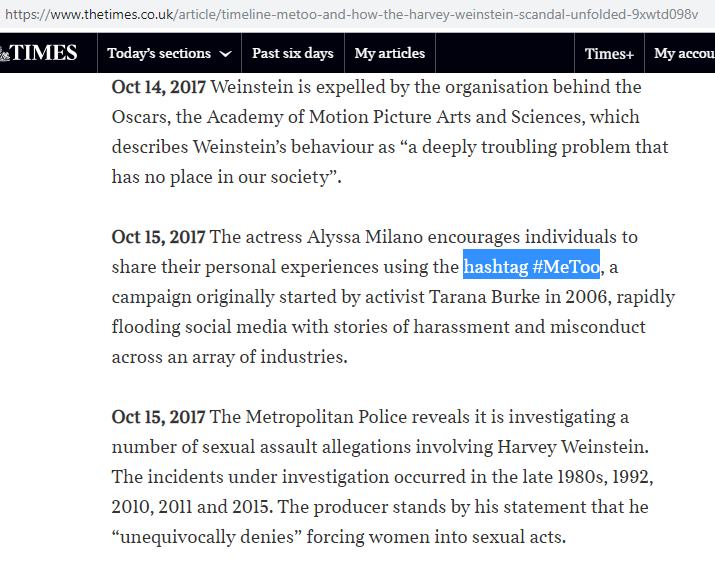 https://www.thetimes.co.uk/article/timeline-metoo-and-how-the-harvey-weinstein-scandal-unfolded-9xwtd098v
TIMES Today's sections Past six days My articles Times+ My accou
Oct 14, 2017 Weinstein is expelled by the organisation behind the
Oscars, the Academy of Motion Picture Arts and Sciences, which
describes Weinstein's behaviour as “a deeply troubling problem that
has no place in our society”.
Oct 15, 2017 The actress Alyssa Milano encourages individuals to
share their personal experiences using the hashtag #MeToo, a
campaign originally started by activist Tarana Burke in 2006, rapidly
flooding social media with stories of harassment and misconduct
across an array of industries.
Oct 15, 2017 The Metropolitan Police reveals it is investigating a
number of sexual assault allegations involving Harvey Weinstein.
The incidents under investigation occurred in the late 1980s, 1992,
2010, 2011 and 2015. The producer stands by his statement that he
“unequivocally denies” forcing women into sexual acts.